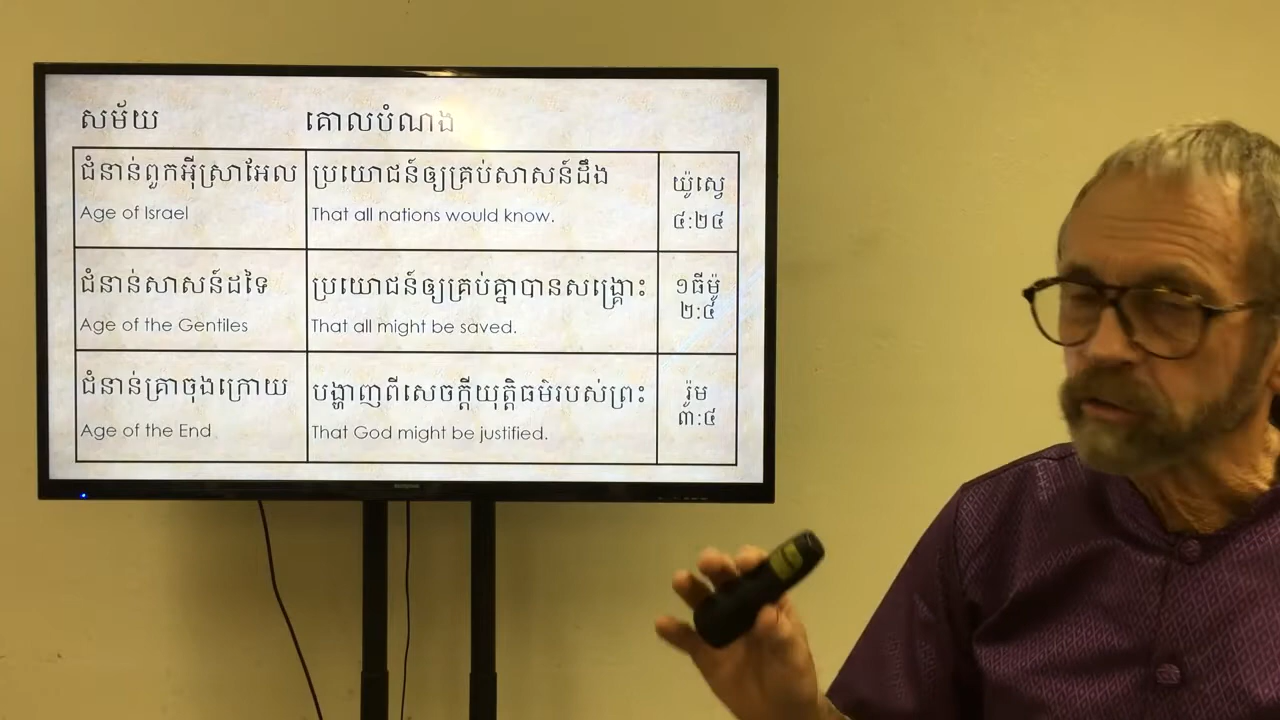 សម័យ គោលបំណង
ជំនាន់ពួកអ៊ីស្រាអែល ប្រយោជន៍ឲ្យគ្រប់សាសន៍ដឹង យ៉ូស្វេ
Age of Israel That all nations would know. ៤:២៤
ជំនាន់សាសន៍ដទៃ ប្រយោជន៍ឲ្យគ្រប់គ្នាបានសង្គ្រោះ ១ធីម៉ូ
Age of the Gentiles That all might be saved. ២:៤
ជំនាន់គ្រាចុងក្រោយ បង្ហាញពីសេចក្ដីយុត្តិធម៌របស់ព្រះ រ៉ូម
Age of the End That God might be justified. ៣:៤